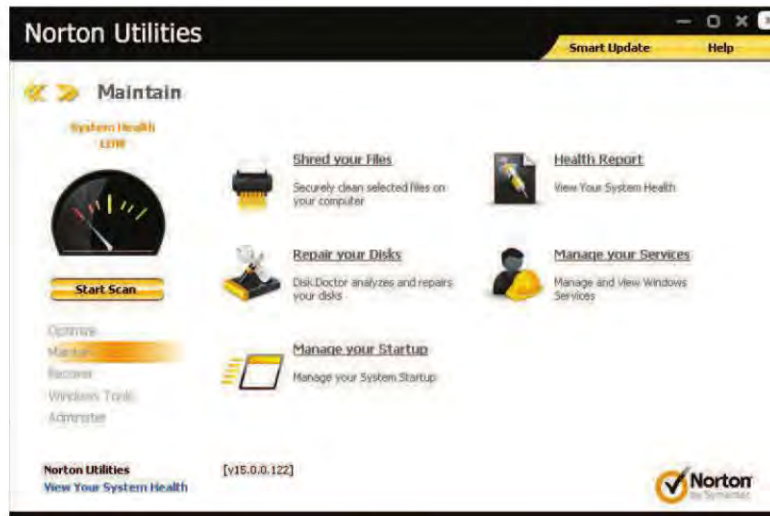 Norton Utilities
Smart Update Help
Maintain
System Health
LOW
Start Scan
Optimize
Maintain
Recover
Windows Tools
Administer
Shred your Files
Securely clean selected files on
your computer
Health Report
View Your System Health
Repair your Disks
Disk Doctor analyzes and repairs
your disks
Manage your Services
Manage and view Windows
Services
Manage your Startup
Manage your System Startup
Norton Utilities [v15.0.0.122]
View Your System Health
Norton
by Symantec